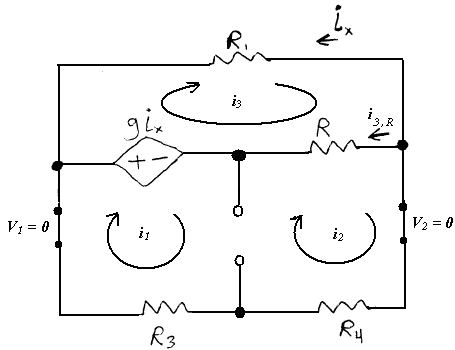 iₓ
R₁
i₃
giₓ
R
i₃,R
+ −
V₁ = 0
i₁
i₂
V₂ = 0
R₃
R₄